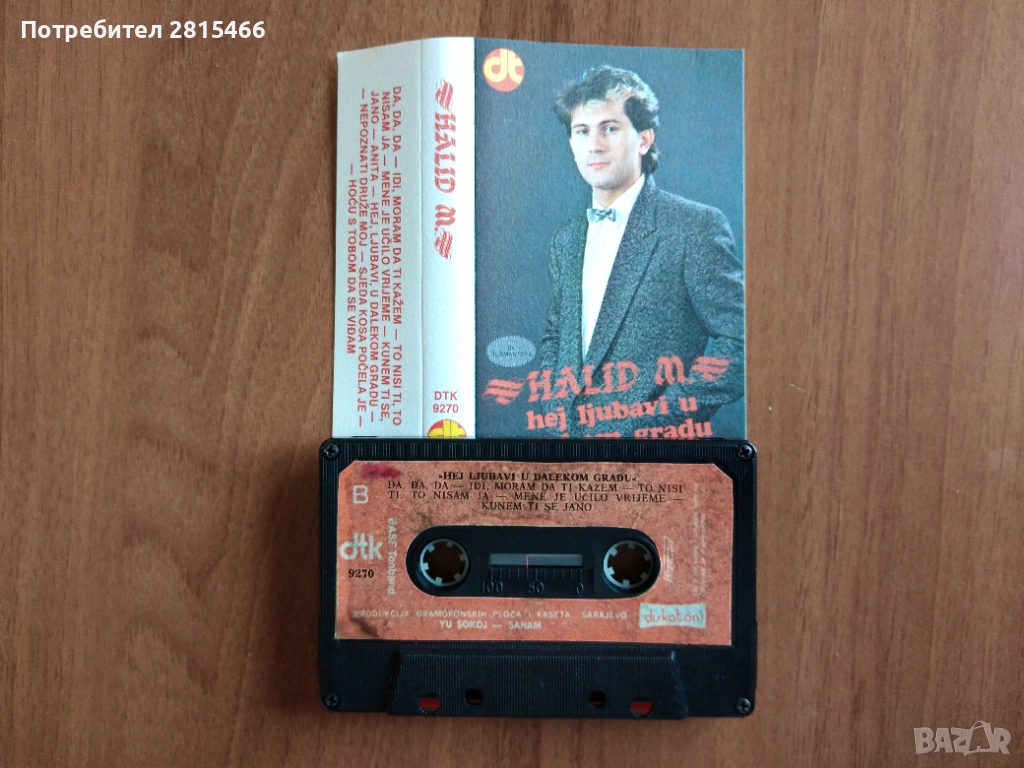 Потребител 2815466
DA, DA, DA — IDI, MORAM DA TI KAŽEM — TO NISI TI, TO
NISAM JA — MENE JE UČILO VRIJEME — KUNEM TI SE,
JANO — ANITA — HEJ, LJUBAVI, U DALEKOM GRADU —
— NEPOZNATI DRUŽE MOJ — SJEDA KOSA POČELA JE —
— HOĆU S TOBOM DA SE VIĐAM
HALID M.
DTK
9270
dt
HALID M.
hej ljubavi u
gradu
»HEJ LJUBAVI U DALEKOM GRADU«
DA, DA, DA — IDI, MORAM DA TI KAŽEM — TO NISI
TI, TO NISAM JA — MENE JE UČILO VRIJEME —
KUNEM TI SE JANO
B
BASF Tonband
dtk
9270
100 50 0
PRODUKCIJA GRAMOFONSKIH PLOČA I KASETA SARAJEVO
YU SOKOJ — SANAM
diskoton
BAZAR